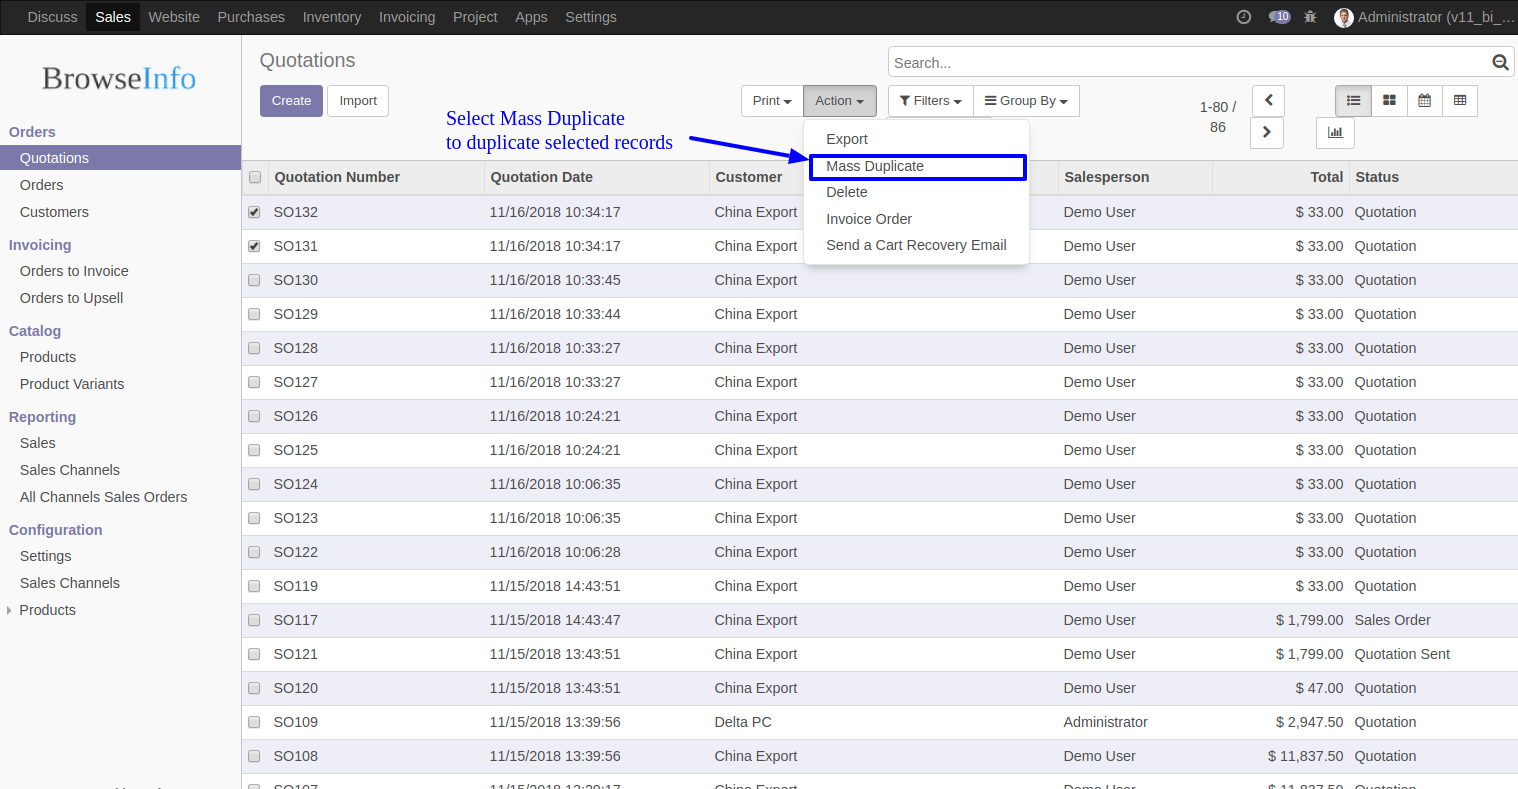 Discuss Sales Website Purchases Inventory Invoicing Project Apps Settings 10 Administrator (v11_bi_...
BrowseInfo
Quotations
Search...
Create Import
Print Action Filters Group By
1-80 /
86
Select Mass Duplicate
to duplicate selected records
Export
Mass Duplicate
Delete
Invoice Order
Send a Cart Recovery Email
Orders
Quotations
Orders
Customers
Invoicing
Orders to Invoice
Orders to Upsell
Catalog
Products
Product Variants
Reporting
Sales
Sales Channels
All Channels Sales Orders
Configuration
Settings
Sales Channels
Products
Quotation Number Quotation Date Customer Salesperson Total Status
SO132 11/16/2018 10:34:17 China Export Demo User $ 33.00 Quotation
SO131 11/16/2018 10:34:17 China Export Demo User $ 33.00 Quotation
SO130 11/16/2018 10:33:45 China Export Demo User $ 33.00 Quotation
SO129 11/16/2018 10:33:44 China Export Demo User $ 33.00 Quotation
SO128 11/16/2018 10:33:27 China Export Demo User $ 33.00 Quotation
SO127 11/16/2018 10:33:27 China Export Demo User $ 33.00 Quotation
SO126 11/16/2018 10:24:21 China Export Demo User $ 33.00 Quotation
SO125 11/16/2018 10:24:21 China Export Demo User $ 33.00 Quotation
SO124 11/16/2018 10:06:35 China Export Demo User $ 33.00 Quotation
SO123 11/16/2018 10:06:35 China Export Demo User $ 33.00 Quotation
SO122 11/16/2018 10:06:28 China Export Demo User $ 33.00 Quotation
SO119 11/15/2018 14:43:51 China Export Demo User $ 33.00 Quotation
SO117 11/15/2018 14:43:47 China Export Demo User $ 1,799.00 Sales Order
SO121 11/15/2018 13:43:51 China Export Demo User $ 1,799.00 Quotation Sent
SO120 11/15/2018 13:43:51 China Export Demo User $ 47.00 Quotation
SO109 11/15/2018 13:39:56 Delta PC Administrator $ 2,947.50 Quotation
SO108 11/15/2018 13:39:56 China Export Demo User $ 11,837.50 Quotation
SO107 11/15/2018 13:39:17 China Export Demo User $ 11,837.50 Quotation